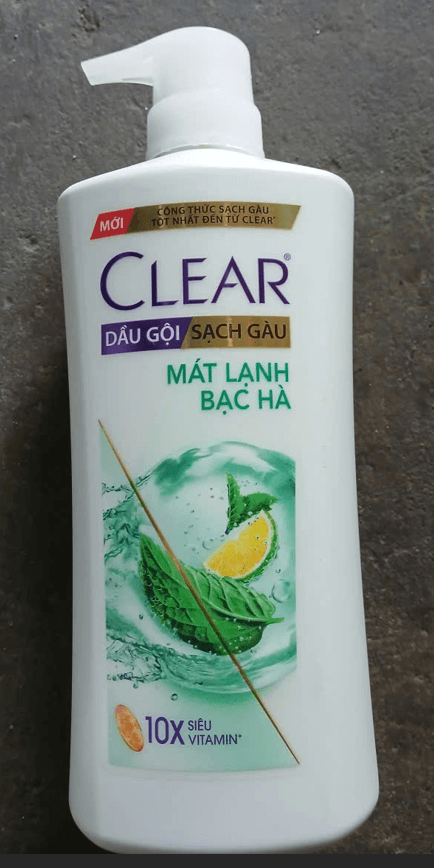 MỚI
CÔNG THỨC SẠCH GÀU
TỐT NHẤT ĐẾN TỪ CLEAR*
CLEAR®
DẦU GỘI SẠCH GÀU
MÁT LẠNH
BẠC HÀ
10X SIÊU
VITAMIN*